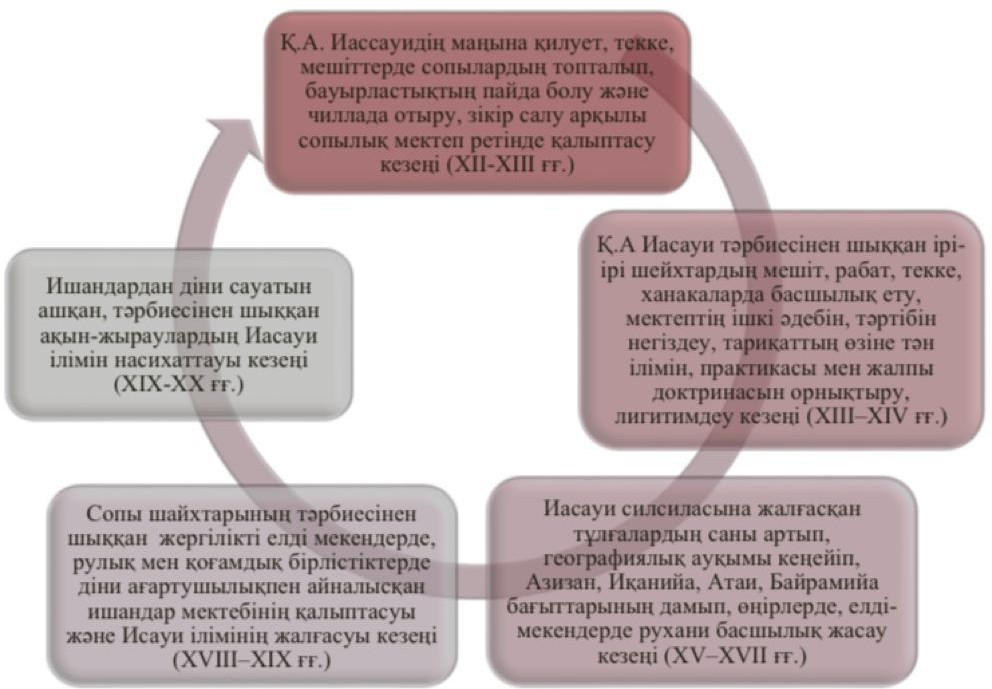 Қ.А. Иассауидің маңына қилует, текке,
мешіттерде сопылардың топталып,
бауырластықтың пайда болу және
чиллада отыру, зікір салу арқылы
сопылық мектеп ретінде қалыптасу
кезеңі (XII-XIII ғғ.)
Қ.А Иасауи тәрбиесінен шыққан ірі-
ірі шейхтардың мешіт, рабат, текке,
ханакаларда басшылық ету,
мектептің ішкі әдебін, тәртібін
негіздеу, тариқаттың өзіне тән
ілімін, практикасы мен жалпы
доктринасын орнықтыру,
лигитимдеу кезеңі (XIII–XIV ғғ.)
Иасауи силсиласына жалғасқан
тұлғалардың саны артып,
географиялық ауқымы кеңейіп,
Азизан, Иқанийа, Атаи, Байрамийа
бағыттарының дамып, өңірлерде, елді-
мекендерде рухани басшылық жасау
кезеңі (XV–XVII ғғ.)
Сопы шайхтарының тәрбиесінен
шыққан жергілікті елді мекендерде,
рулық мен қоғамдық бірлістіктерде
діни ағартушылықпен айналысқан
ишандар мектебінің қалыптасуы
және Исауи ілімінің жалғасуы кезеңі
(XVIII–XIX ғғ.)
Ишандардан діни сауатын
ашқан, тәрбиесінен шыққан
ақын-жыраулардың Иасауи
ілімін насихаттауы кезеңі
(XIX-XX ғғ.)